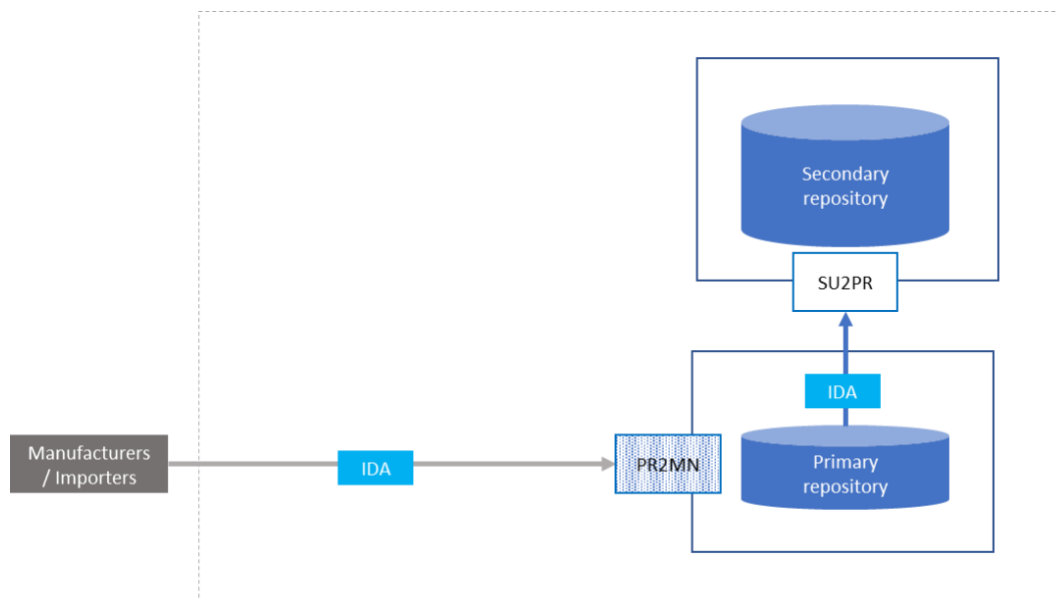 Secondary
repository
SU2PR
IDA
Manufacturers
/ Importers
IDA
PR2MN
Primary
repository